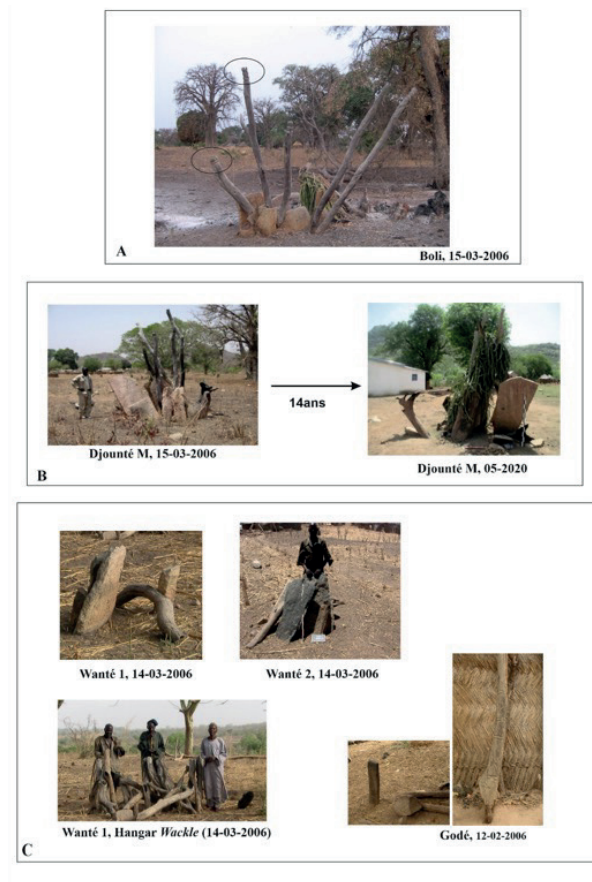 A
Boli, 15-03-2006
14ans
Djounté M, 15-03-2006
Djounté M, 05-2020
B
Wanté 1, 14-03-2006
Wanté 2, 14-03-2006
Wanté 1, Hangar Wackle (14-03-2006)
Godé, 12-02-2006
C